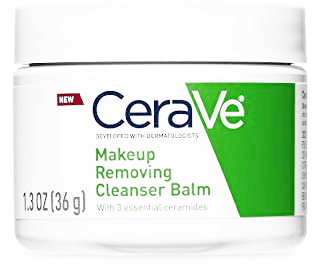 NEW
CeraVe
DEVELOPED WITH DERMATOLOGISTS
Makeup
Removing
Cleanser Balm
1.3 OZ (36 g)
With 3 essential ceramides